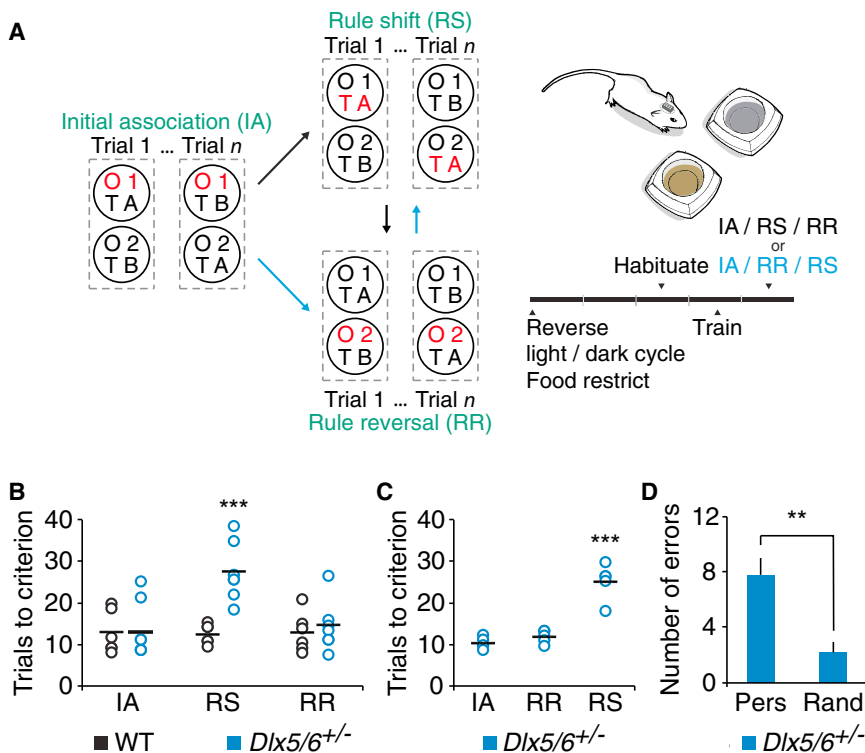 A
Rule shift (RS)
Trial 1 ... Trial n
O 1
T A
O 1
T B
O 2
T B
O 2
T A
Initial association (IA)
Trial 1 ... Trial n
O 1
T A
O 1
T B
O 2
T B
O 2
T A
O 1
T A
O 1
T B
O 2
T B
O 2
T A
Trial 1 ... Trial n
Rule reversal (RR)
IA / RS / RR
or
Habituate IA / RR / RS
Reverse
light / dark cycle
Food restrict
Train
B
Trials to criterion
40
30
20
10
0
***
IA RS RR
WT Dlx5/6+/-
C
Trials to criterion
40
30
20
10
0
***
IA RR RS
Dlx5/6+/-
D
Number of errors
12
8
4
0
**
Pers Rand
Dlx5/6+/-